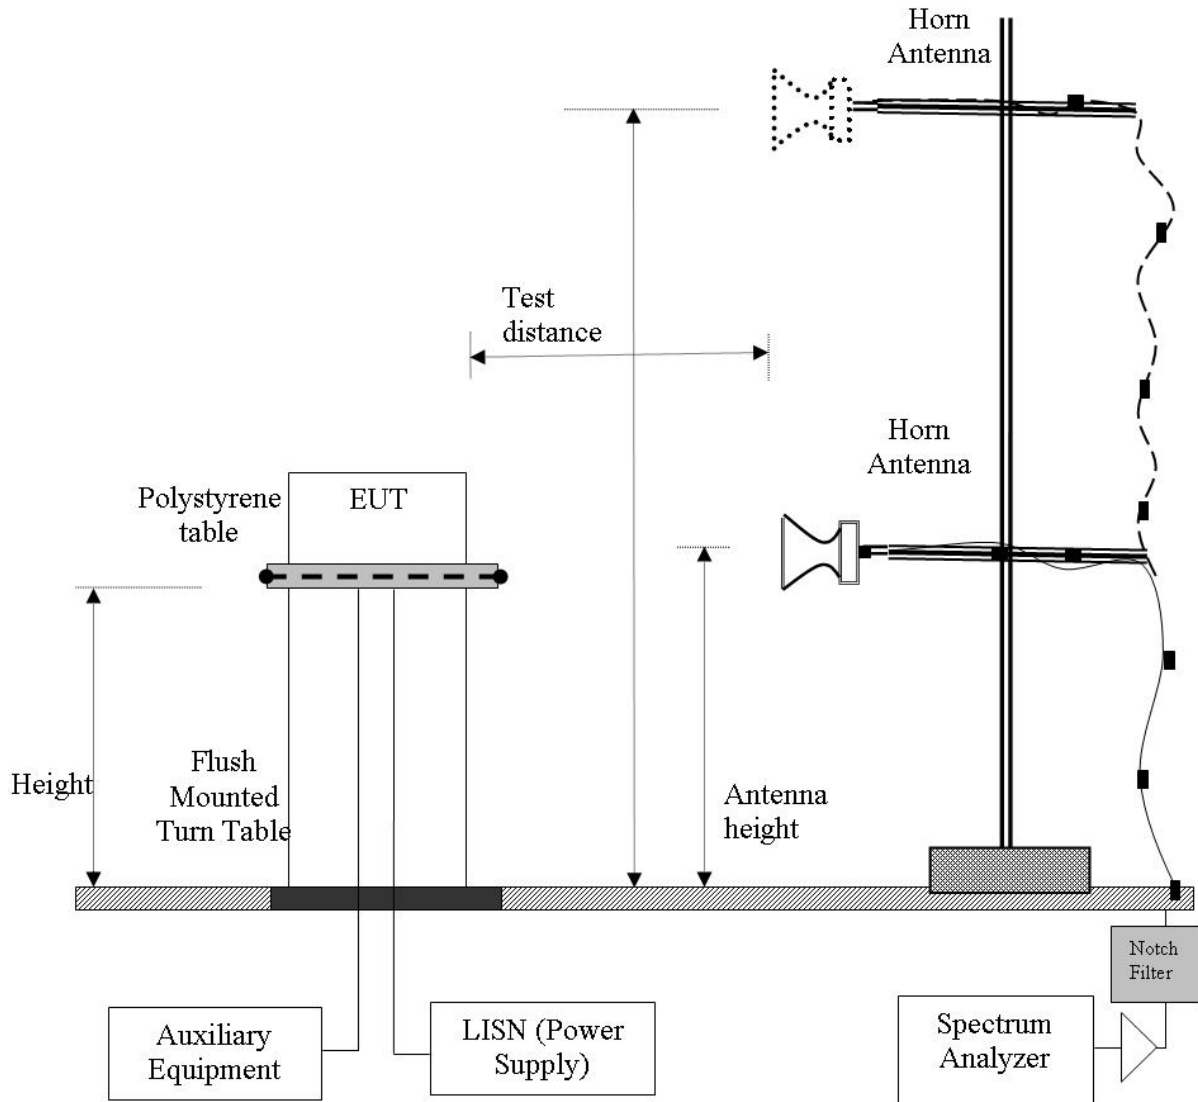 Horn
Antenna
Test
distance
Horn
Antenna
Polystyrene
table
EUT
Height
Flush
Mounted
Turn Table
Antenna
height
Notch
Filter
Auxiliary
Equipment
LISN (Power
Supply)
Spectrum
Analyzer